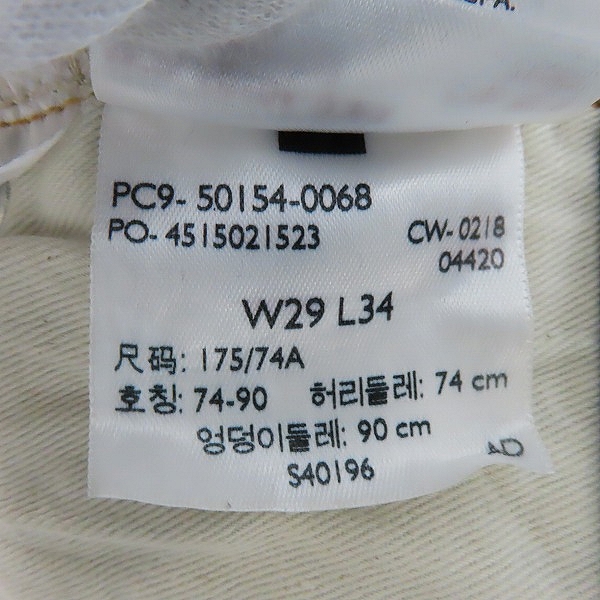 PC9- 50154-0068
PO- 4515021523 CW- 0218
04420
W29 L34
尺码: 175/74A
호칭: 74-90 허리둘레: 74 cm
엉덩이둘레: 90 cm
S40196